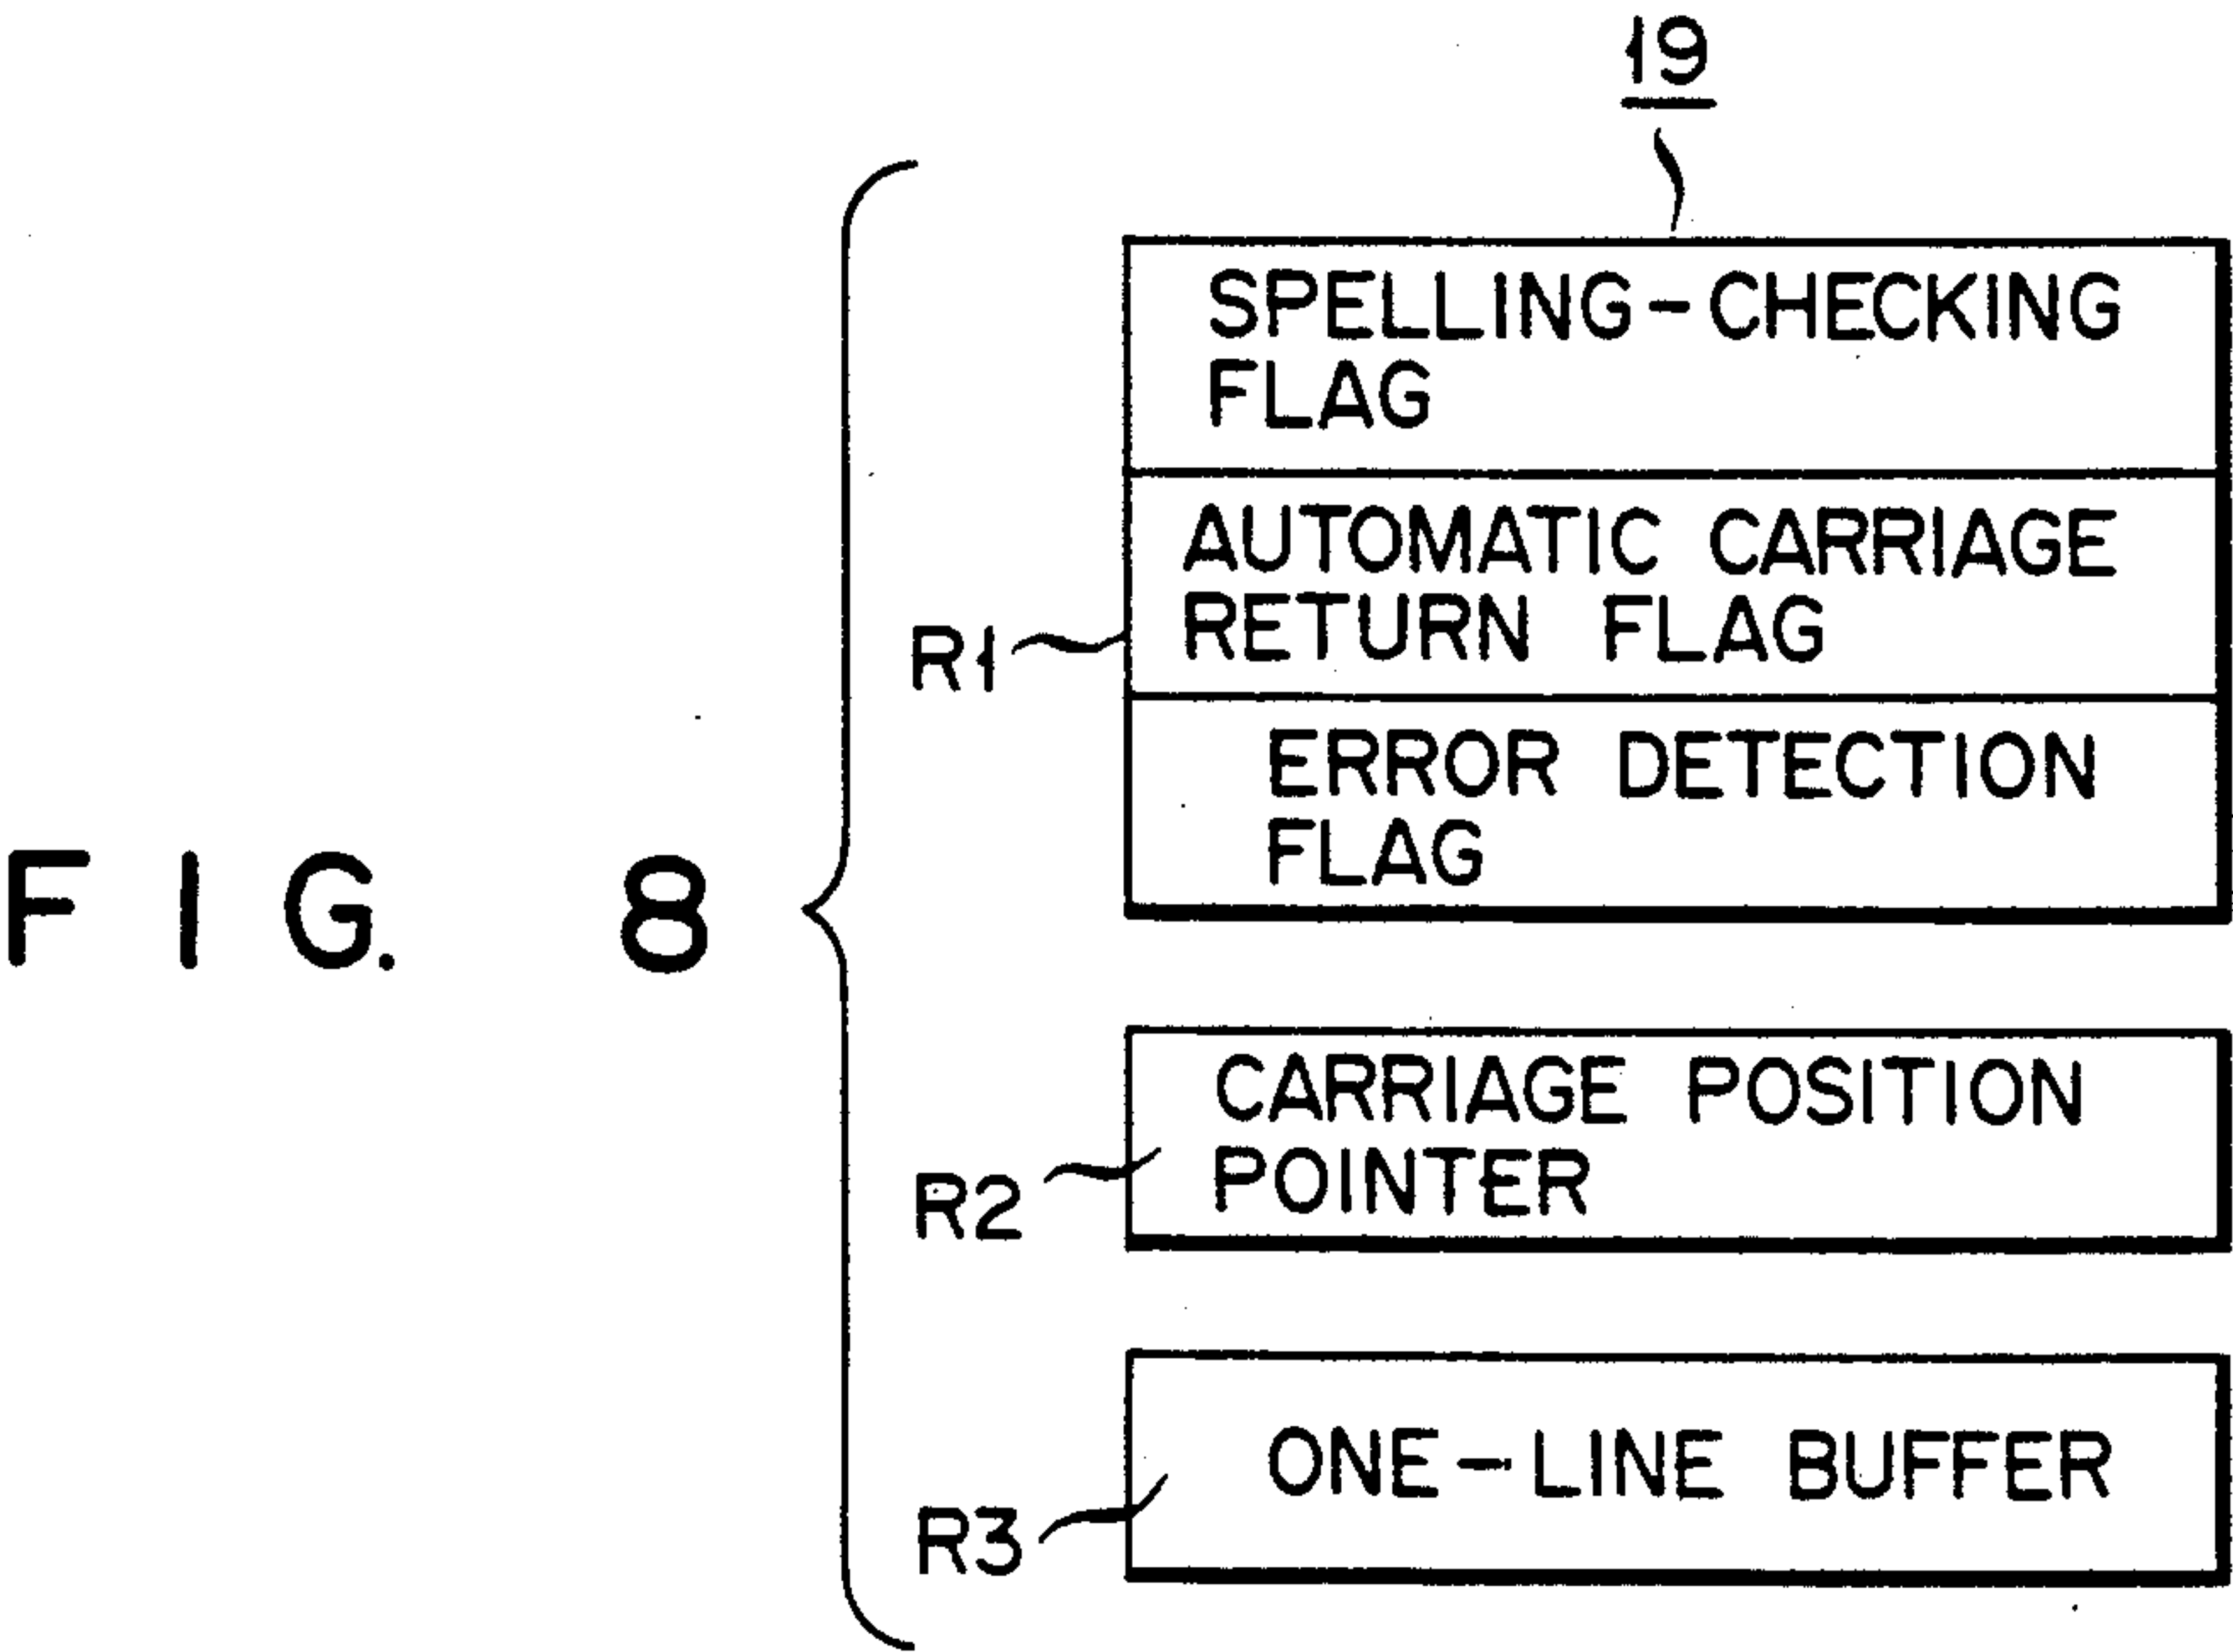 19
SPELLING-CHECKING
FLAG
AUTOMATIC CARRIAGE
RETURN FLAG
R1
ERROR DETECTION
FLAG
FIG. 8
CARRIAGE POSITION
POINTER
R2
ONE-LINE BUFFER
R3